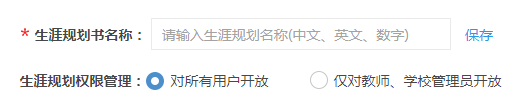 * 生涯规划书名称： 请输入生涯规划名称(中文、英文、数字) 保存
生涯规划权限管理： 对所有用户开放 仅对教师、学校管理员开放